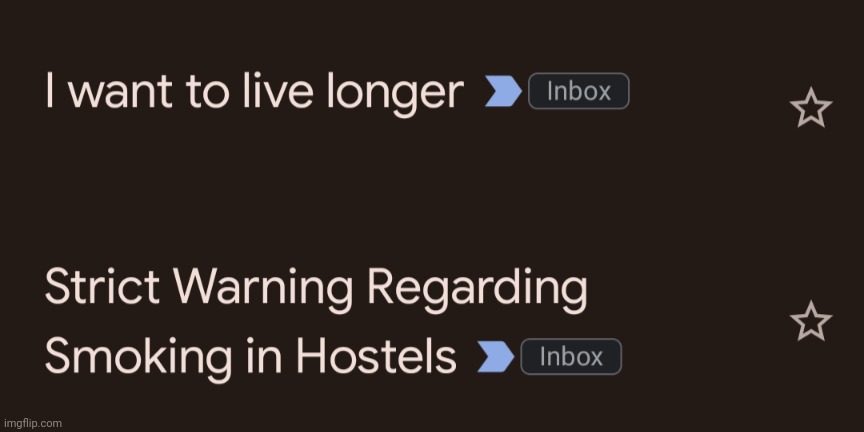 I want to live longer Inbox
Strict Warning Regarding
Smoking in Hostels Inbox
imgflip.com